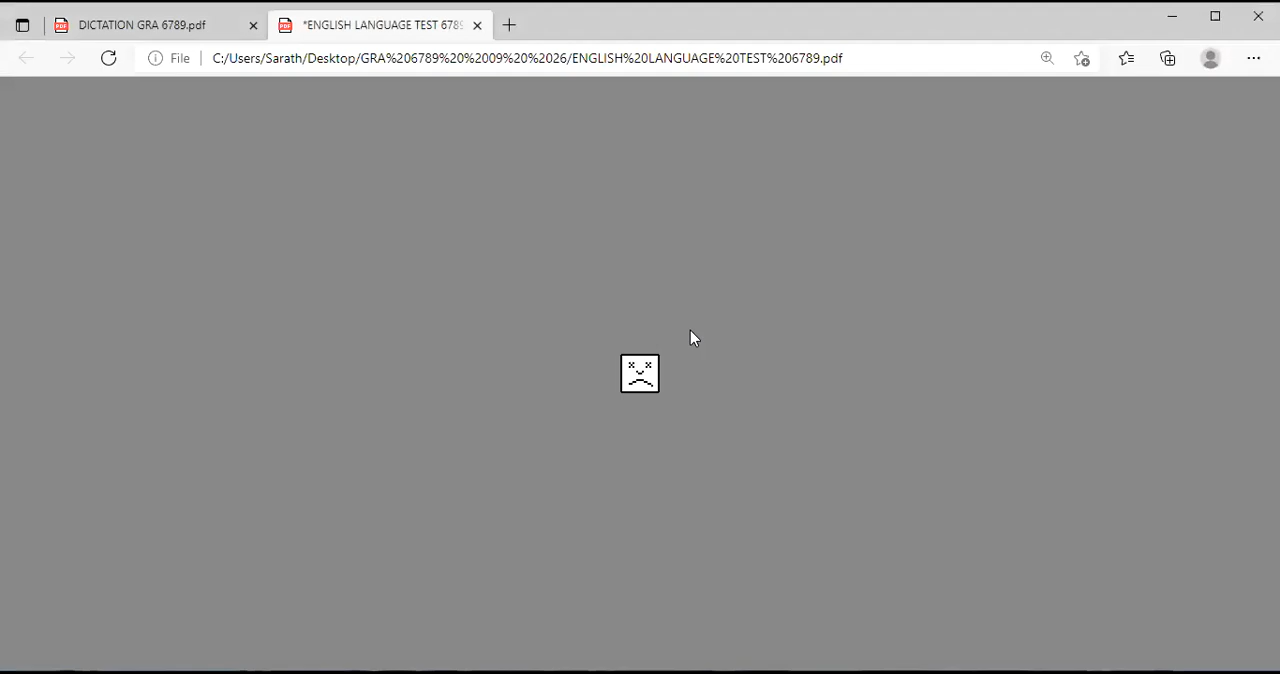 DICTATION GRA 6789.pdf
*ENGLISH LANGUAGE TEST 6789
File
C:/Users/Sarath/Desktop/GRA%206789%20%2009%20%2026/ENGLISH%20LANGUAGE%20TEST%206789.pdf